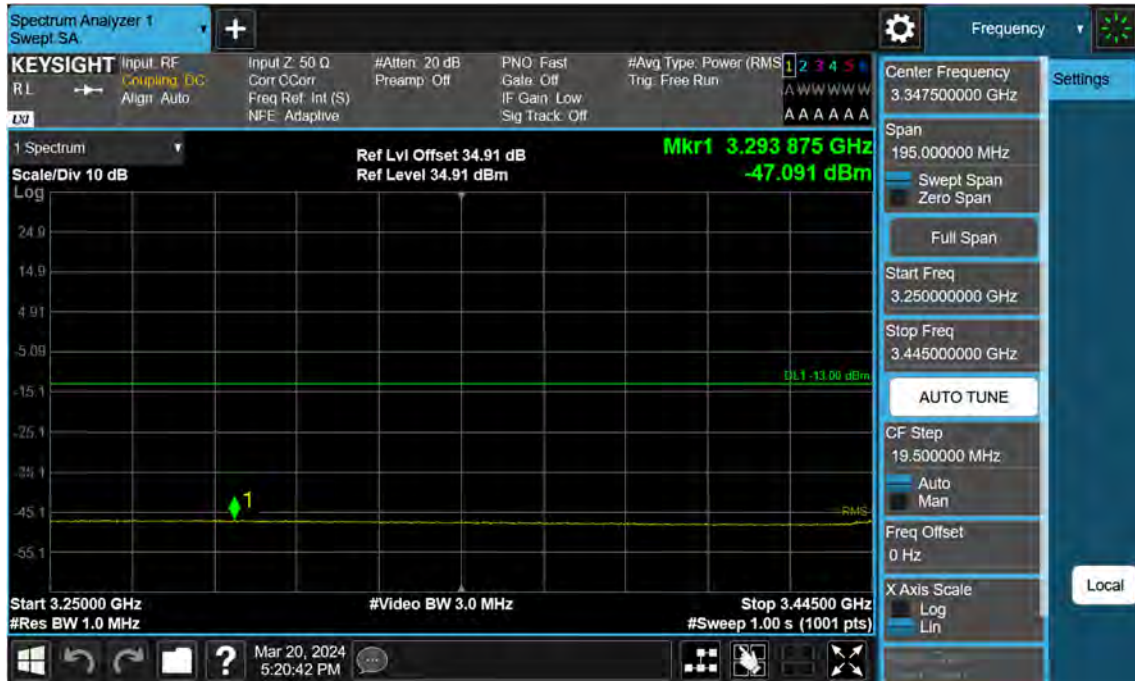 Spectrum Analyzer 1
Swept SA
+
Frequency
KEYSIGHT
Input: RF
Input Z: 50 Ω
#Atten: 20 dB
PNO: Fast
#Avg Type: Power (RMS
1 2 3 4 5 6
RL
Coupling: DC
Corr CCorr
Preamp: Off
Gate: Off
Trig: Free Run
A W W W W W
Align: Auto
Freq Ref: Int (S)
IF Gain: Low
LXI
NFE: Adaptive
Sig Track: Off
A A A A A A
1 Spectrum
Ref Lvl Offset 34.91 dB
Mkr1 3.293 875 GHz
Scale/Div 10 dB
Ref Level 34.91 dBm
-47.091 dBm
Log
24.9
14.9
4.91
-5.09
DL1 -13.00 dBm
-15.1
-25.1
-35.1
1
-45.1
RMS
-55.1
Start 3.25000 GHz
#Video BW 3.0 MHz
Stop 3.44500 GHz
#Res BW 1.0 MHz
#Sweep 1.00 s (1001 pts)
?
Mar 20, 2024
5:20:42 PM
Center Frequency
3.347500000 GHz
Settings
Span
195.000000 MHz
Swept Span
Zero Span
Full Span
Start Freq
3.250000000 GHz
Stop Freq
3.445000000 GHz
AUTO TUNE
CF Step
19.500000 MHz
Auto
Man
Freq Offset
0 Hz
X Axis Scale
Log
Lin
Local